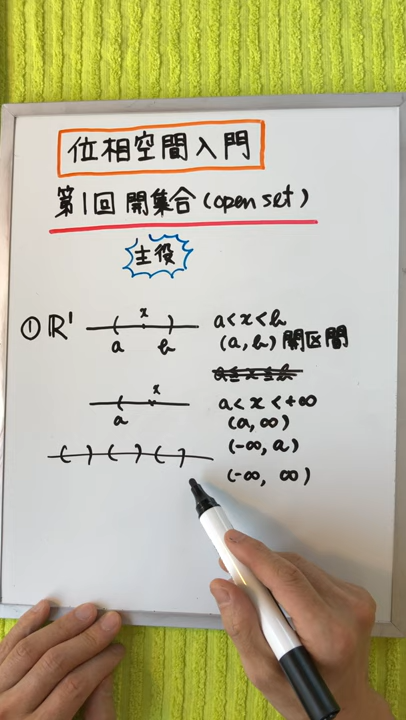 位相空間入門
第1回 開集合 (open set)
主役
① ℝ¹
x
a b
a < x < b
(a, b) 開区間
a ≤ x ≤ b
x
a
a < x < +∞
(a, ∞)
(-∞, a)
( ) ( ) ( )
(-∞, ∞)